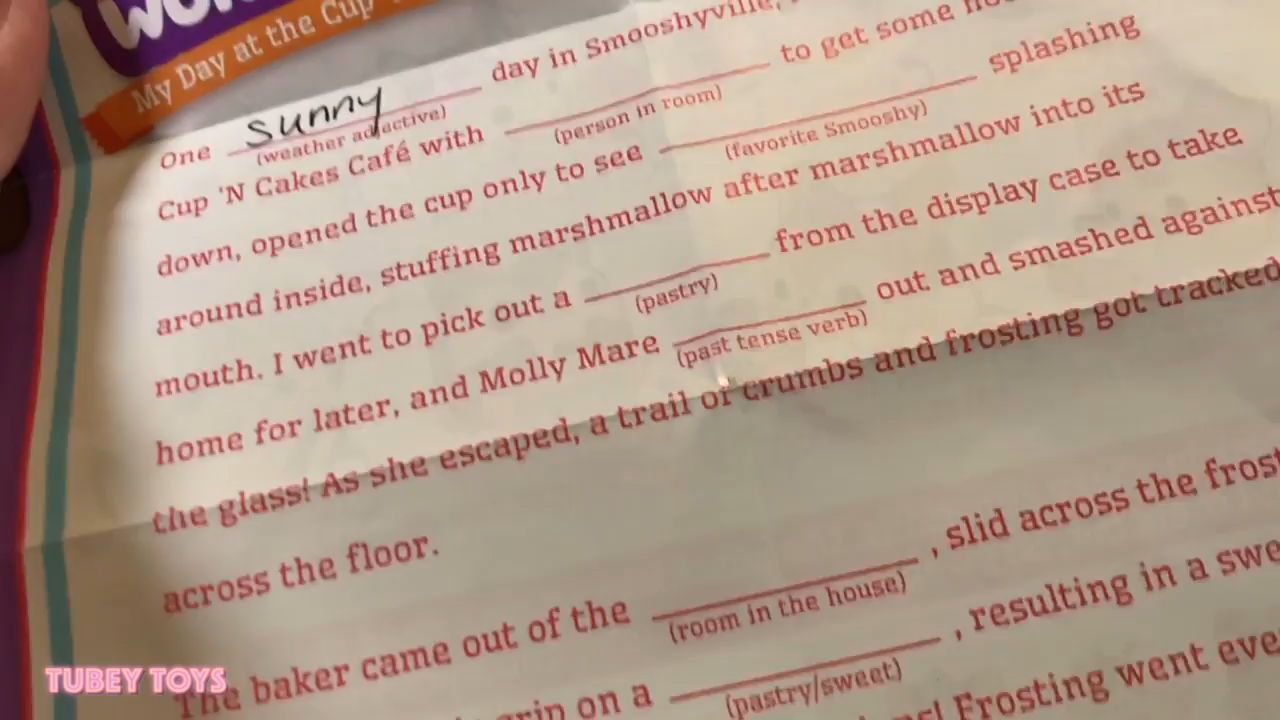 My Day at the Cup
One sunny day in Smooshyville,
(weather adjective)
Cup 'N Cakes Café with to get some
(person in room)
down, opened the cup only to see splashing
(favorite Smooshy)
around inside, stuffing marshmallow after marshmallow into its
mouth. I went to pick out a from the display case to take
(pastry)
home for later, and Molly Mare out and smashed against
(past tense verb)
the glass! As she escaped, a trail of crumbs and frosting got tracked
across the floor.
The baker came out of the , slid across the
(room in the house)
on a , resulting in a
(pastry/sweet)
Frosting went
TUBEY TOYS